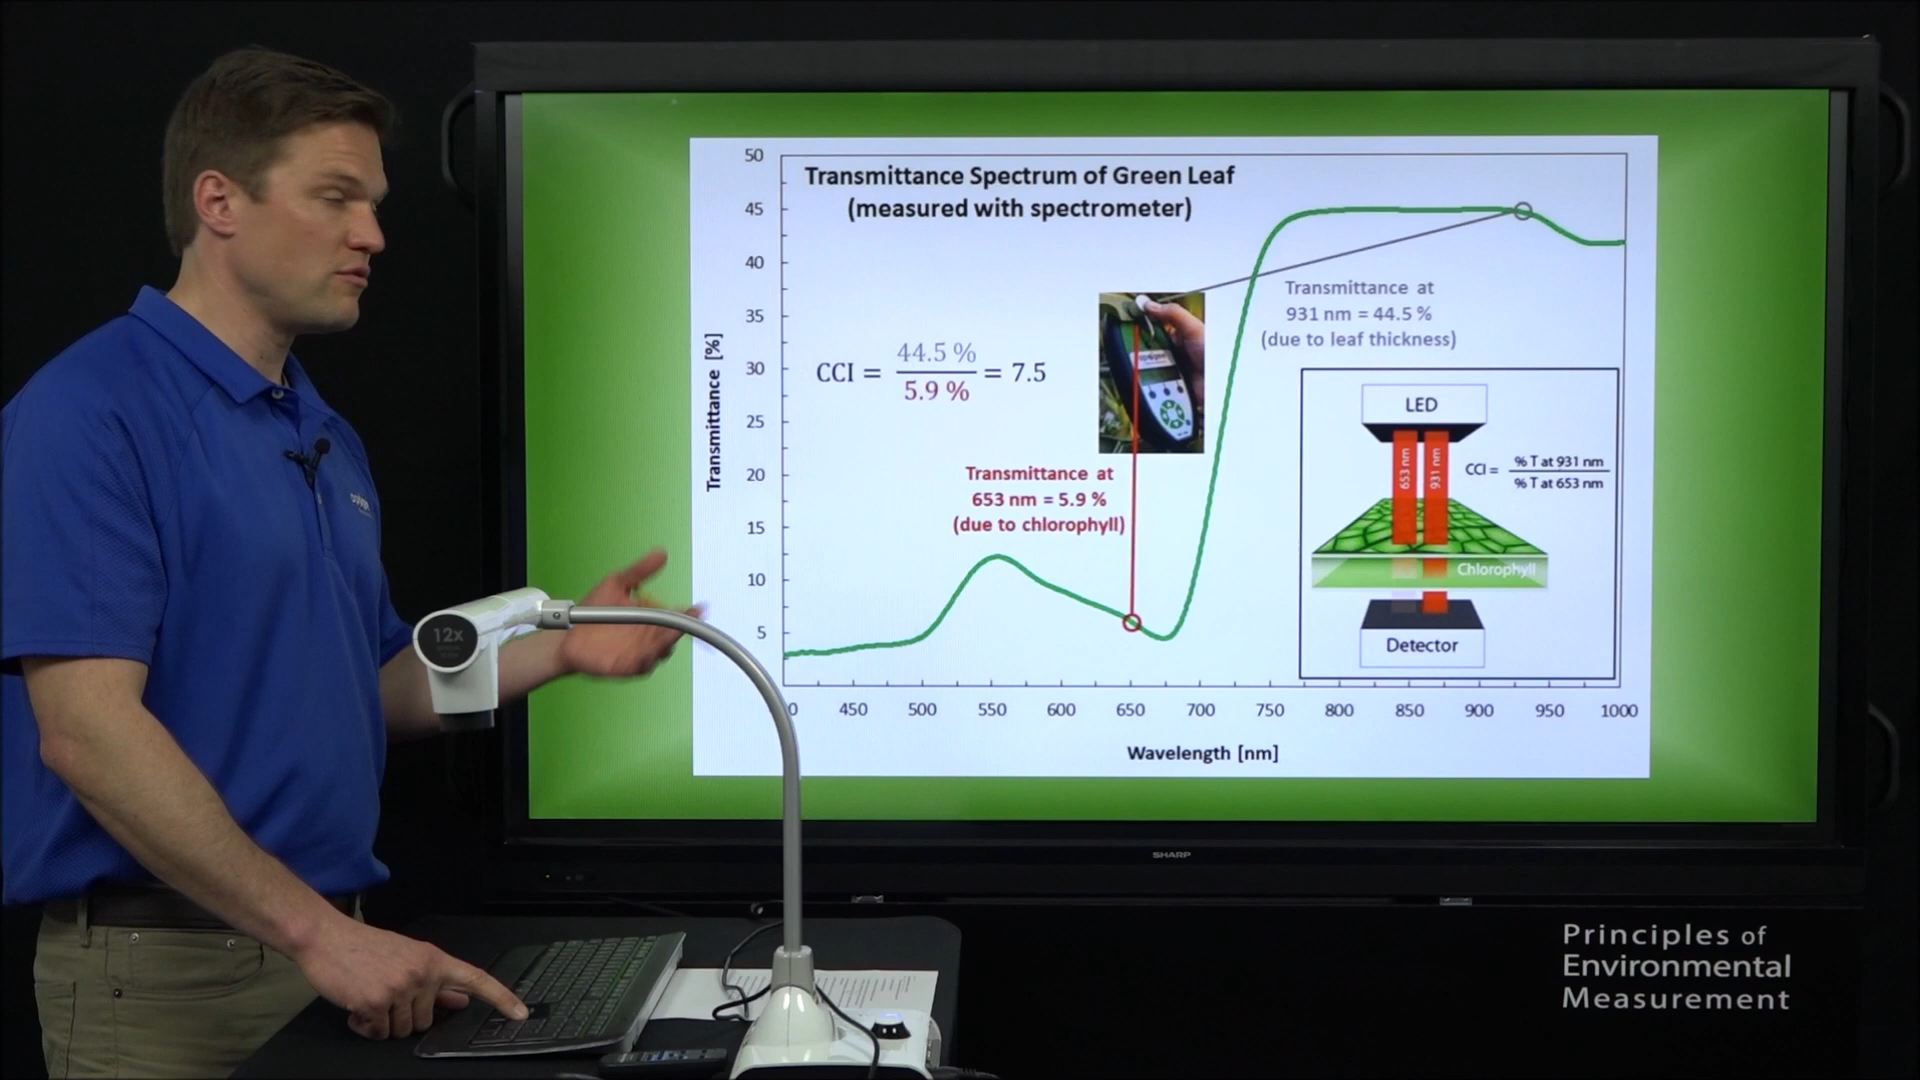 Transmittance Spectrum of Green Leaf
(measured with spectrometer)
50
45
40
35
30
25
20
15
10
5
Transmittance [%]
CCI = 44.5 % / 5.9 % = 7.5
Transmittance at
931 nm = 44.5 %
(due to leaf thickness)
Transmittance at
653 nm = 5.9 %
(due to chlorophyll)
LED
653 nm
931 nm
CCI = % T at 931 nm / % T at 653 nm
Chlorophyll
Detector
0 450 500 550 600 650 700 750 800 850 900 950 1000
Wavelength [nm]
12x
SHARP
Principles of
Environmental
Measurement